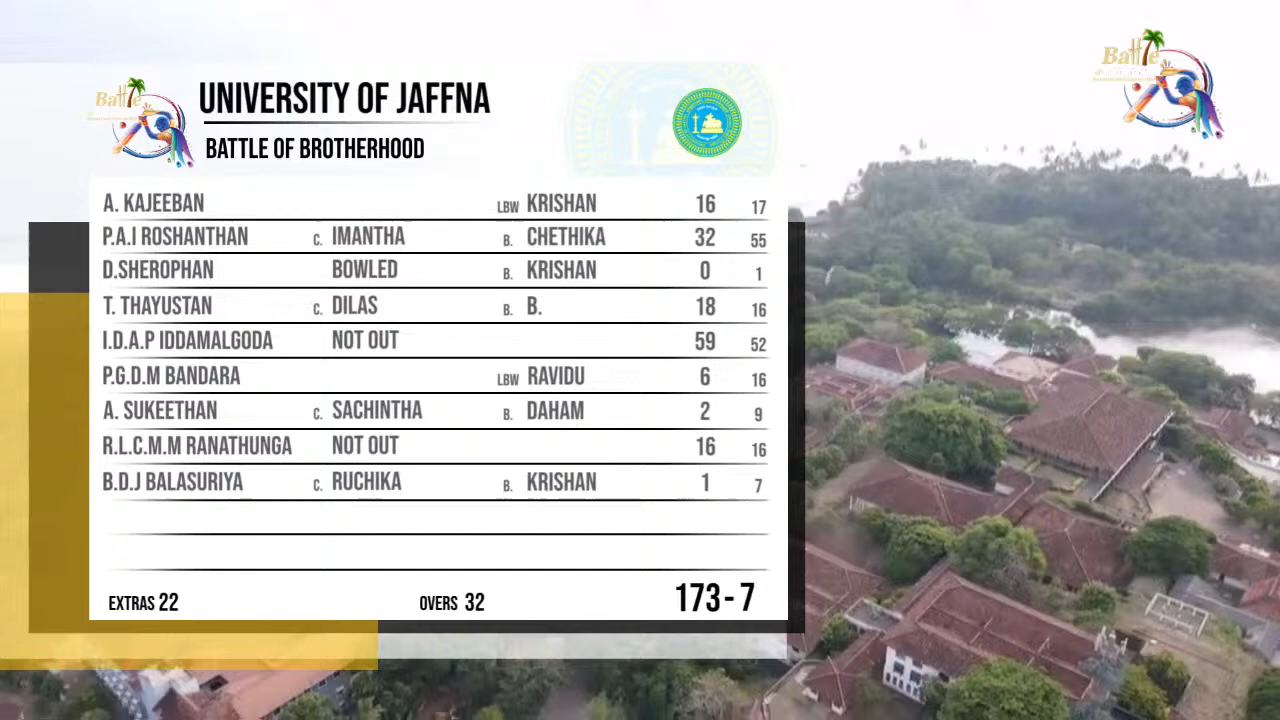 Battle
Battle
UNIVERSITY OF JAFFNA
BATTLE OF BROTHERHOOD
A. KAJEEBAN LBW KRISHAN 16 17
P.A.I ROSHANTHAN C. IMANTHA B. CHETHIKA 32 55
D.SHEROPHAN BOWLED B. KRISHAN 0 1
T. THAYUSTAN C. DILAS B. B. 18 16
I.D.A.P IDDAMALGODA NOT OUT 59 52
P.G.D.M BANDARA LBW RAVIDU 6 16
A. SUKEETHAN C. SACHINTHA B. DAHAM 2 9
R.L.C.M.M RANATHUNGA NOT OUT 16 16
B.D.J BALASURIYA C. RUCHIKA B. KRISHAN 1 7
EXTRAS 22 OVERS 32 173-7